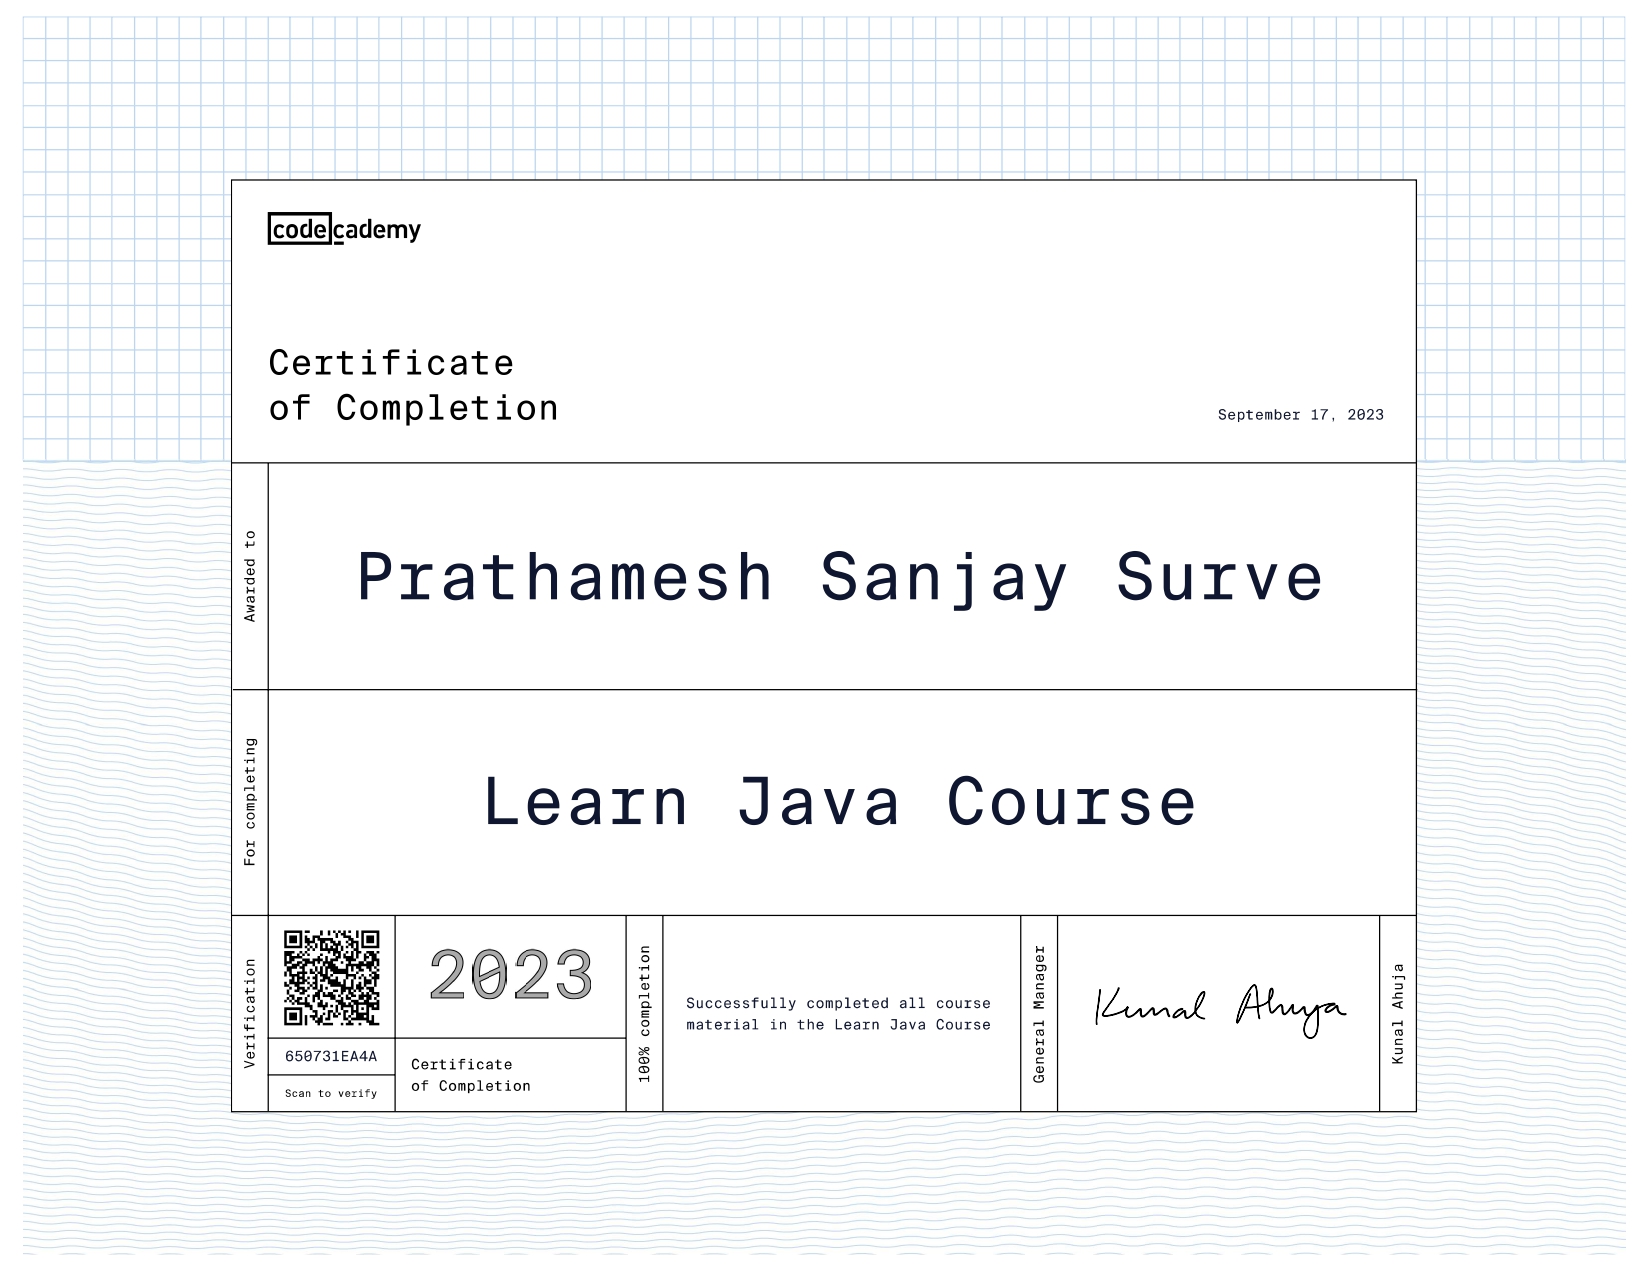 codecademy
Certificate
of Completion
September 17, 2023
Awarded to
Prathamesh Sanjay Surve
For completing
Learn Java Course
Verification
650731EA4A
Scan to verify
2023
Certificate
of Completion
100% completion
Successfully completed all course
material in the Learn Java Course
General Manager
Kunal Ahuja
Kunal Ahuja